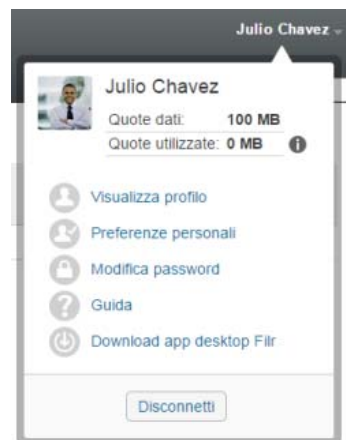 Julio Chavez
Julio Chavez
Quote dati: 100 MB
Quote utilizzate: 0 MB
Visualizza profilo
Preferenze personali
Modifica password
Guida
Download app desktop Filr
Disconnetti